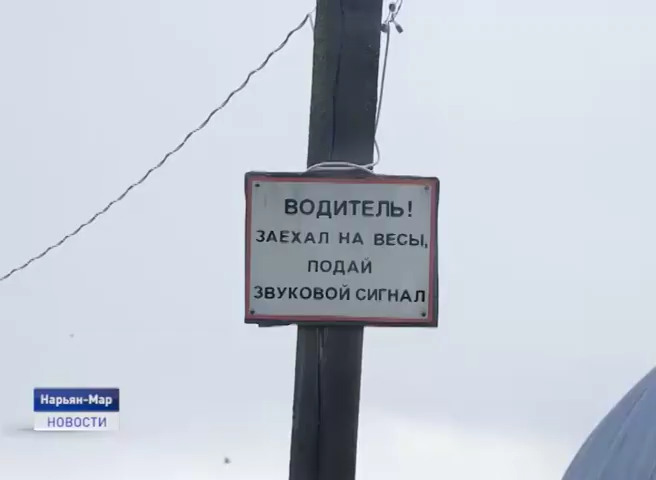 ВОДИТЕЛЬ!
ЗАЕХАЛ НА ВЕСЫ,
ПОДАЙ
ЗВУКОВОЙ СИГНАЛ
Нарьян-Мар
НОВОСТИ